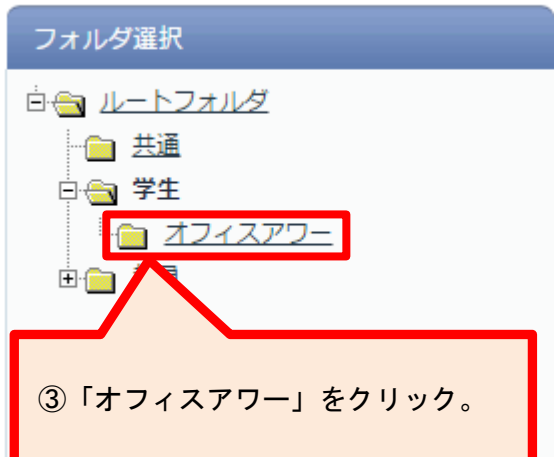 フォルダ選択
ルートフォルダ
共通
学生
オフィスアワー
③「オフィスアワー」をクリック。